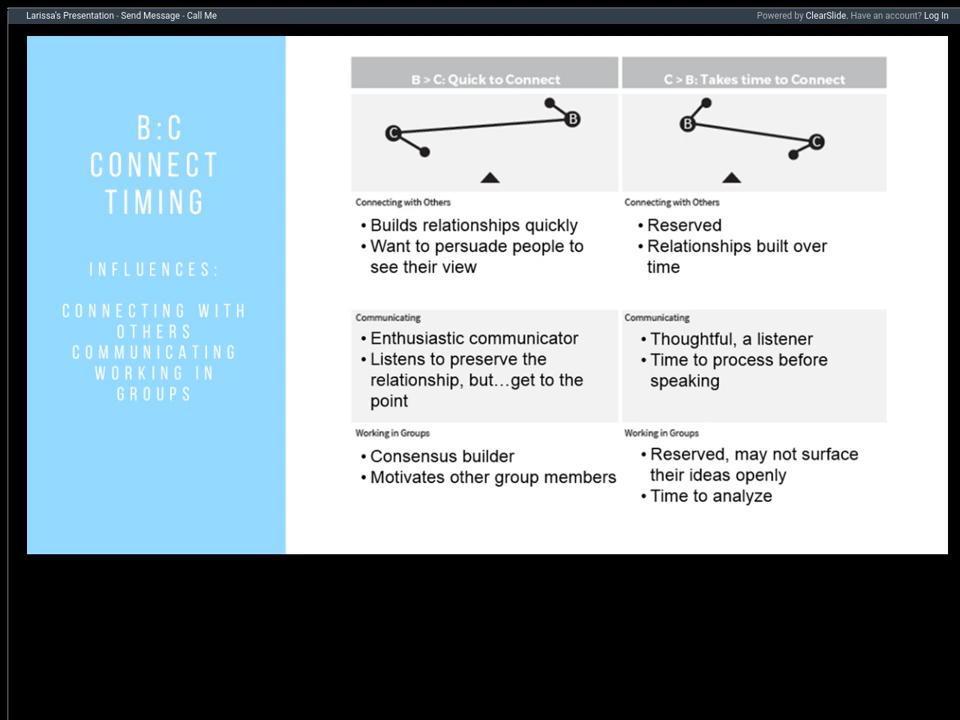 Larissa's Presentation - Send Message - Call Me
Powered by ClearSlide. Have an account? Log In
B:C
CONNECT
TIMING
INFLUENCES:
CONNECTING WITH
OTHERS
COMMUNICATING
WORKING IN
GROUPS
B > C: Quick to Connect
C > B: Takes time to Connect
C
B
B
C
Connecting with Others
• Builds relationships quickly
• Want to persuade people to
see their view
Connecting with Others
• Reserved
• Relationships built over
time
Communicating
• Enthusiastic communicator
• Listens to preserve the
relationship, but…get to the
point
Communicating
• Thoughtful, a listener
• Time to process before
speaking
Working in Groups
• Consensus builder
• Motivates other group members
Working in Groups
• Reserved, may not surface
their ideas openly
• Time to analyze